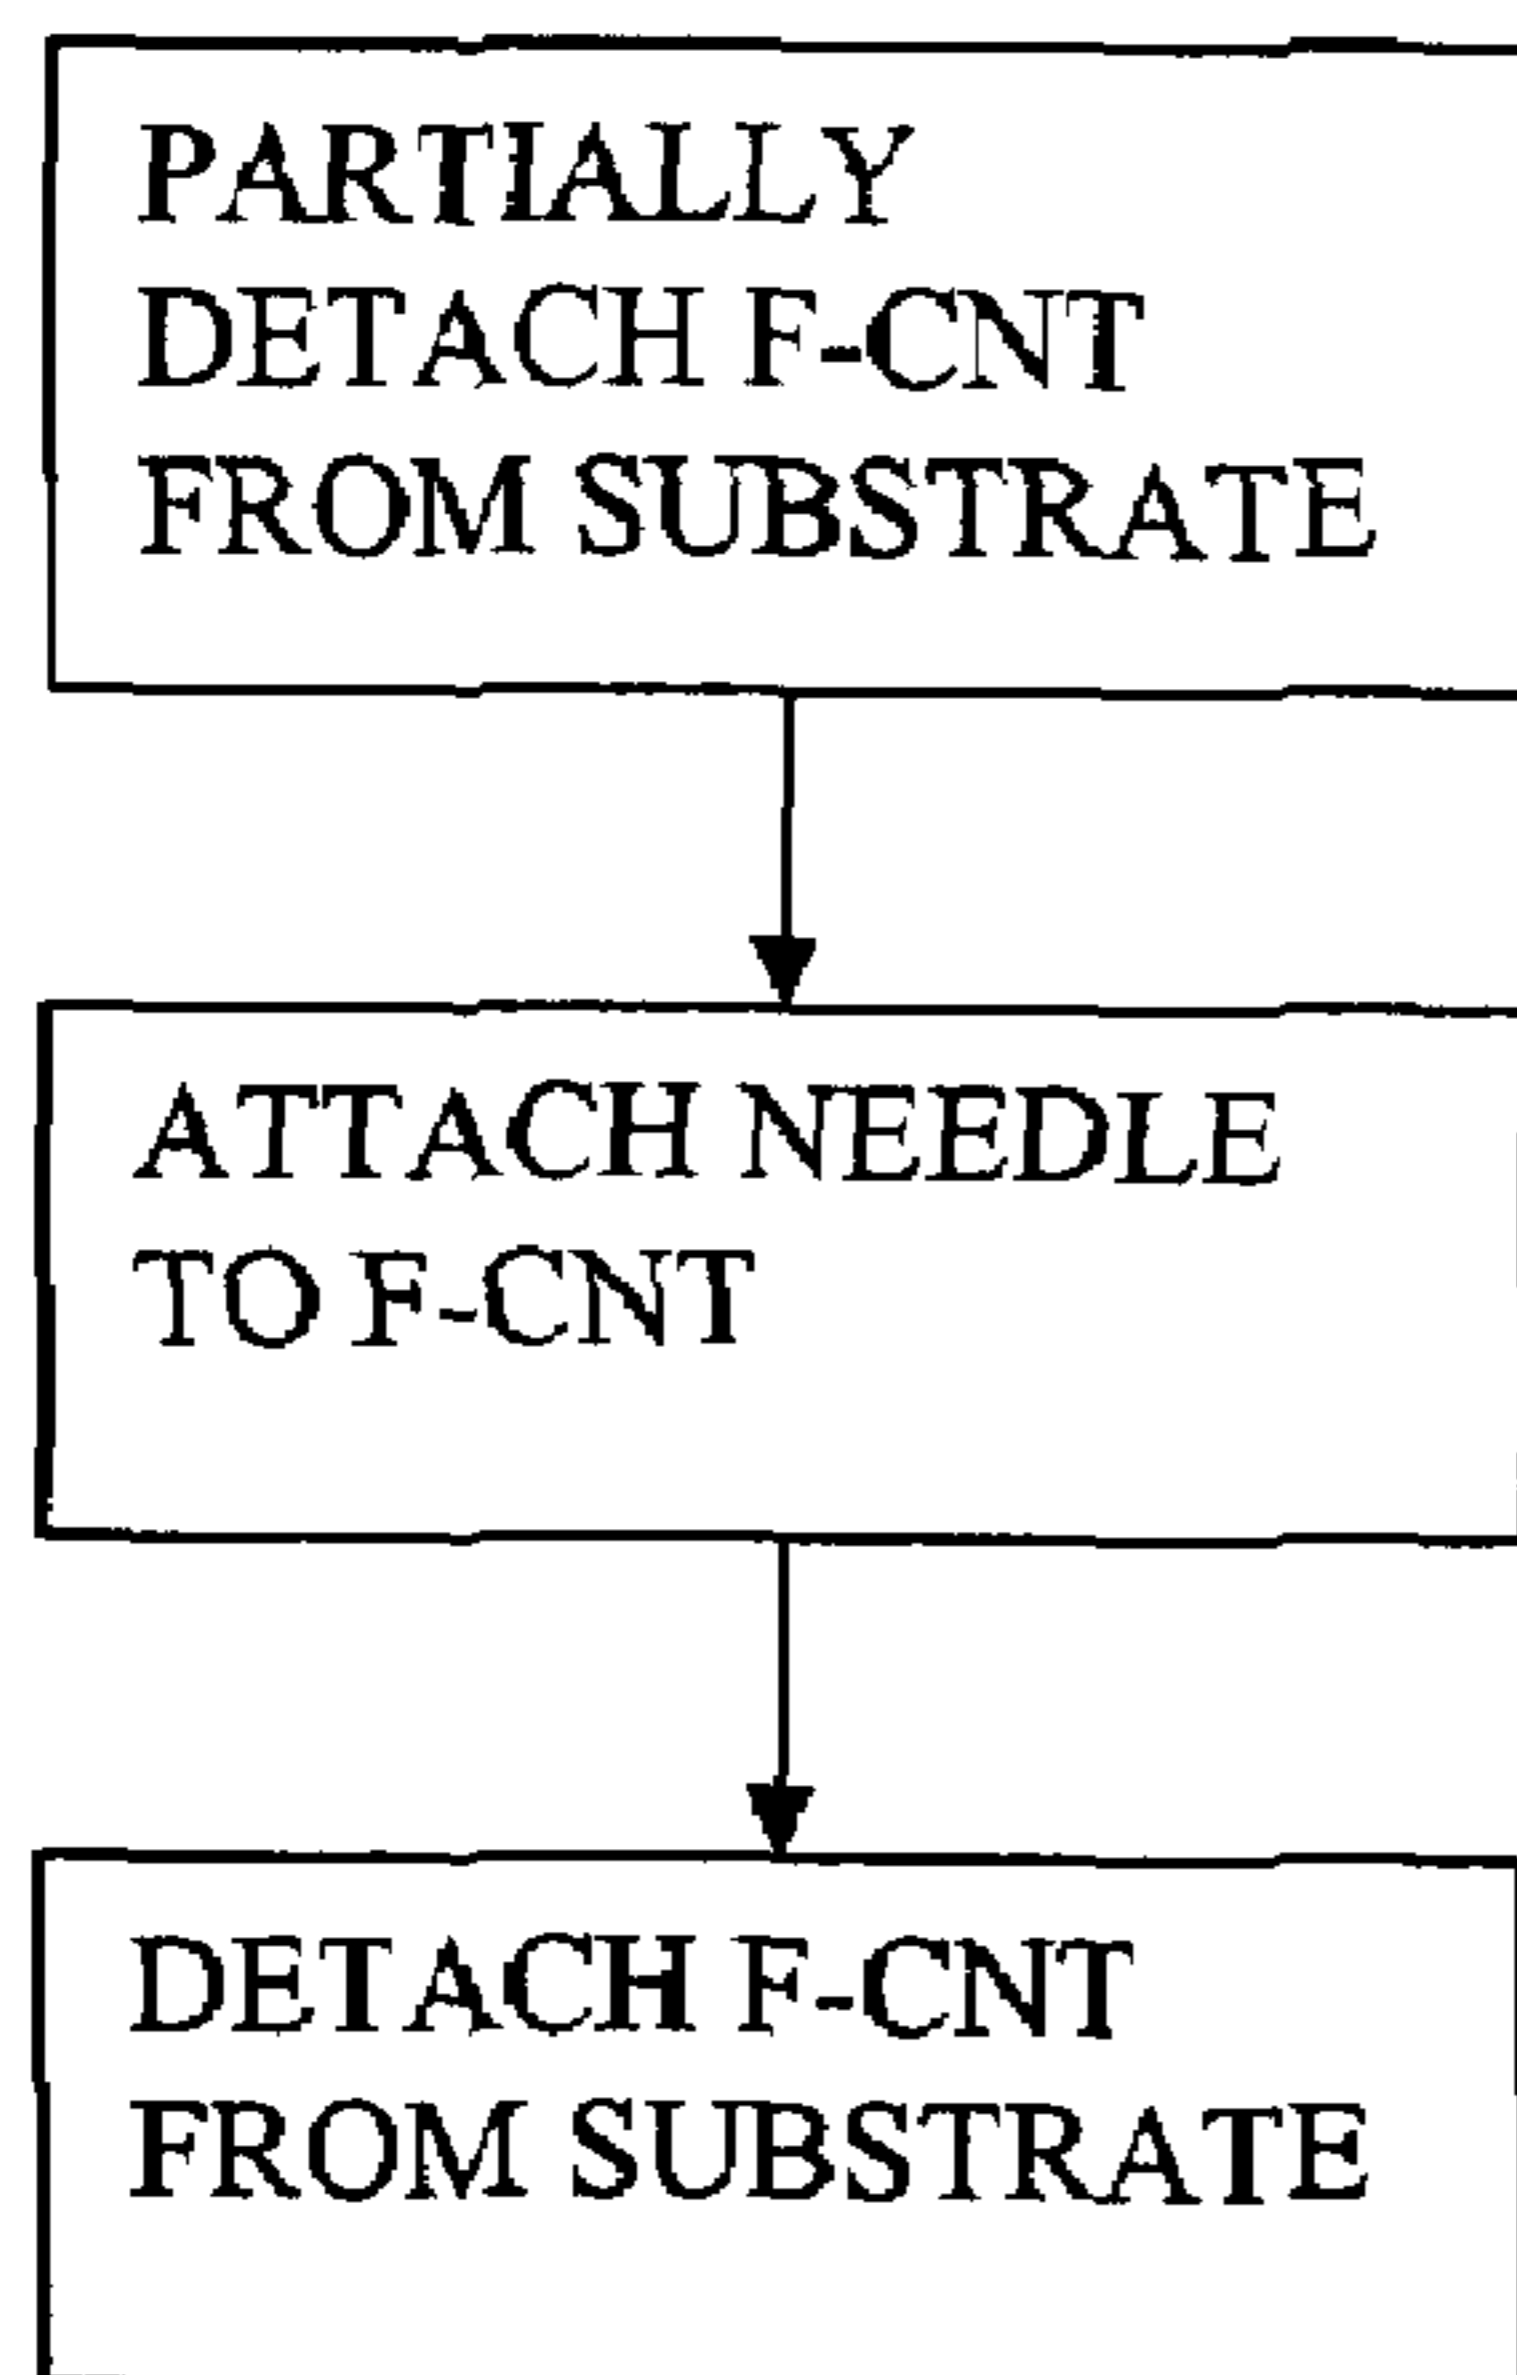 PARTIALLY
DETACH F-CNT
FROM SUBSTRATE
ATTACH NEEDLE
TO F-CNT
DETACH F-CNT
FROM SUBSTRATE